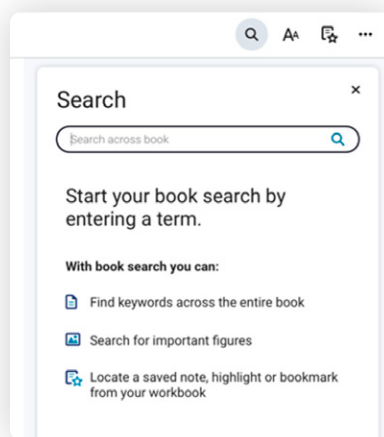 AA
Search
Search across book
Start your book search by
entering a term.
With book search you can:
Find keywords across the entire book
Search for important figures
Locate a saved note, highlight or bookmark
from your workbook